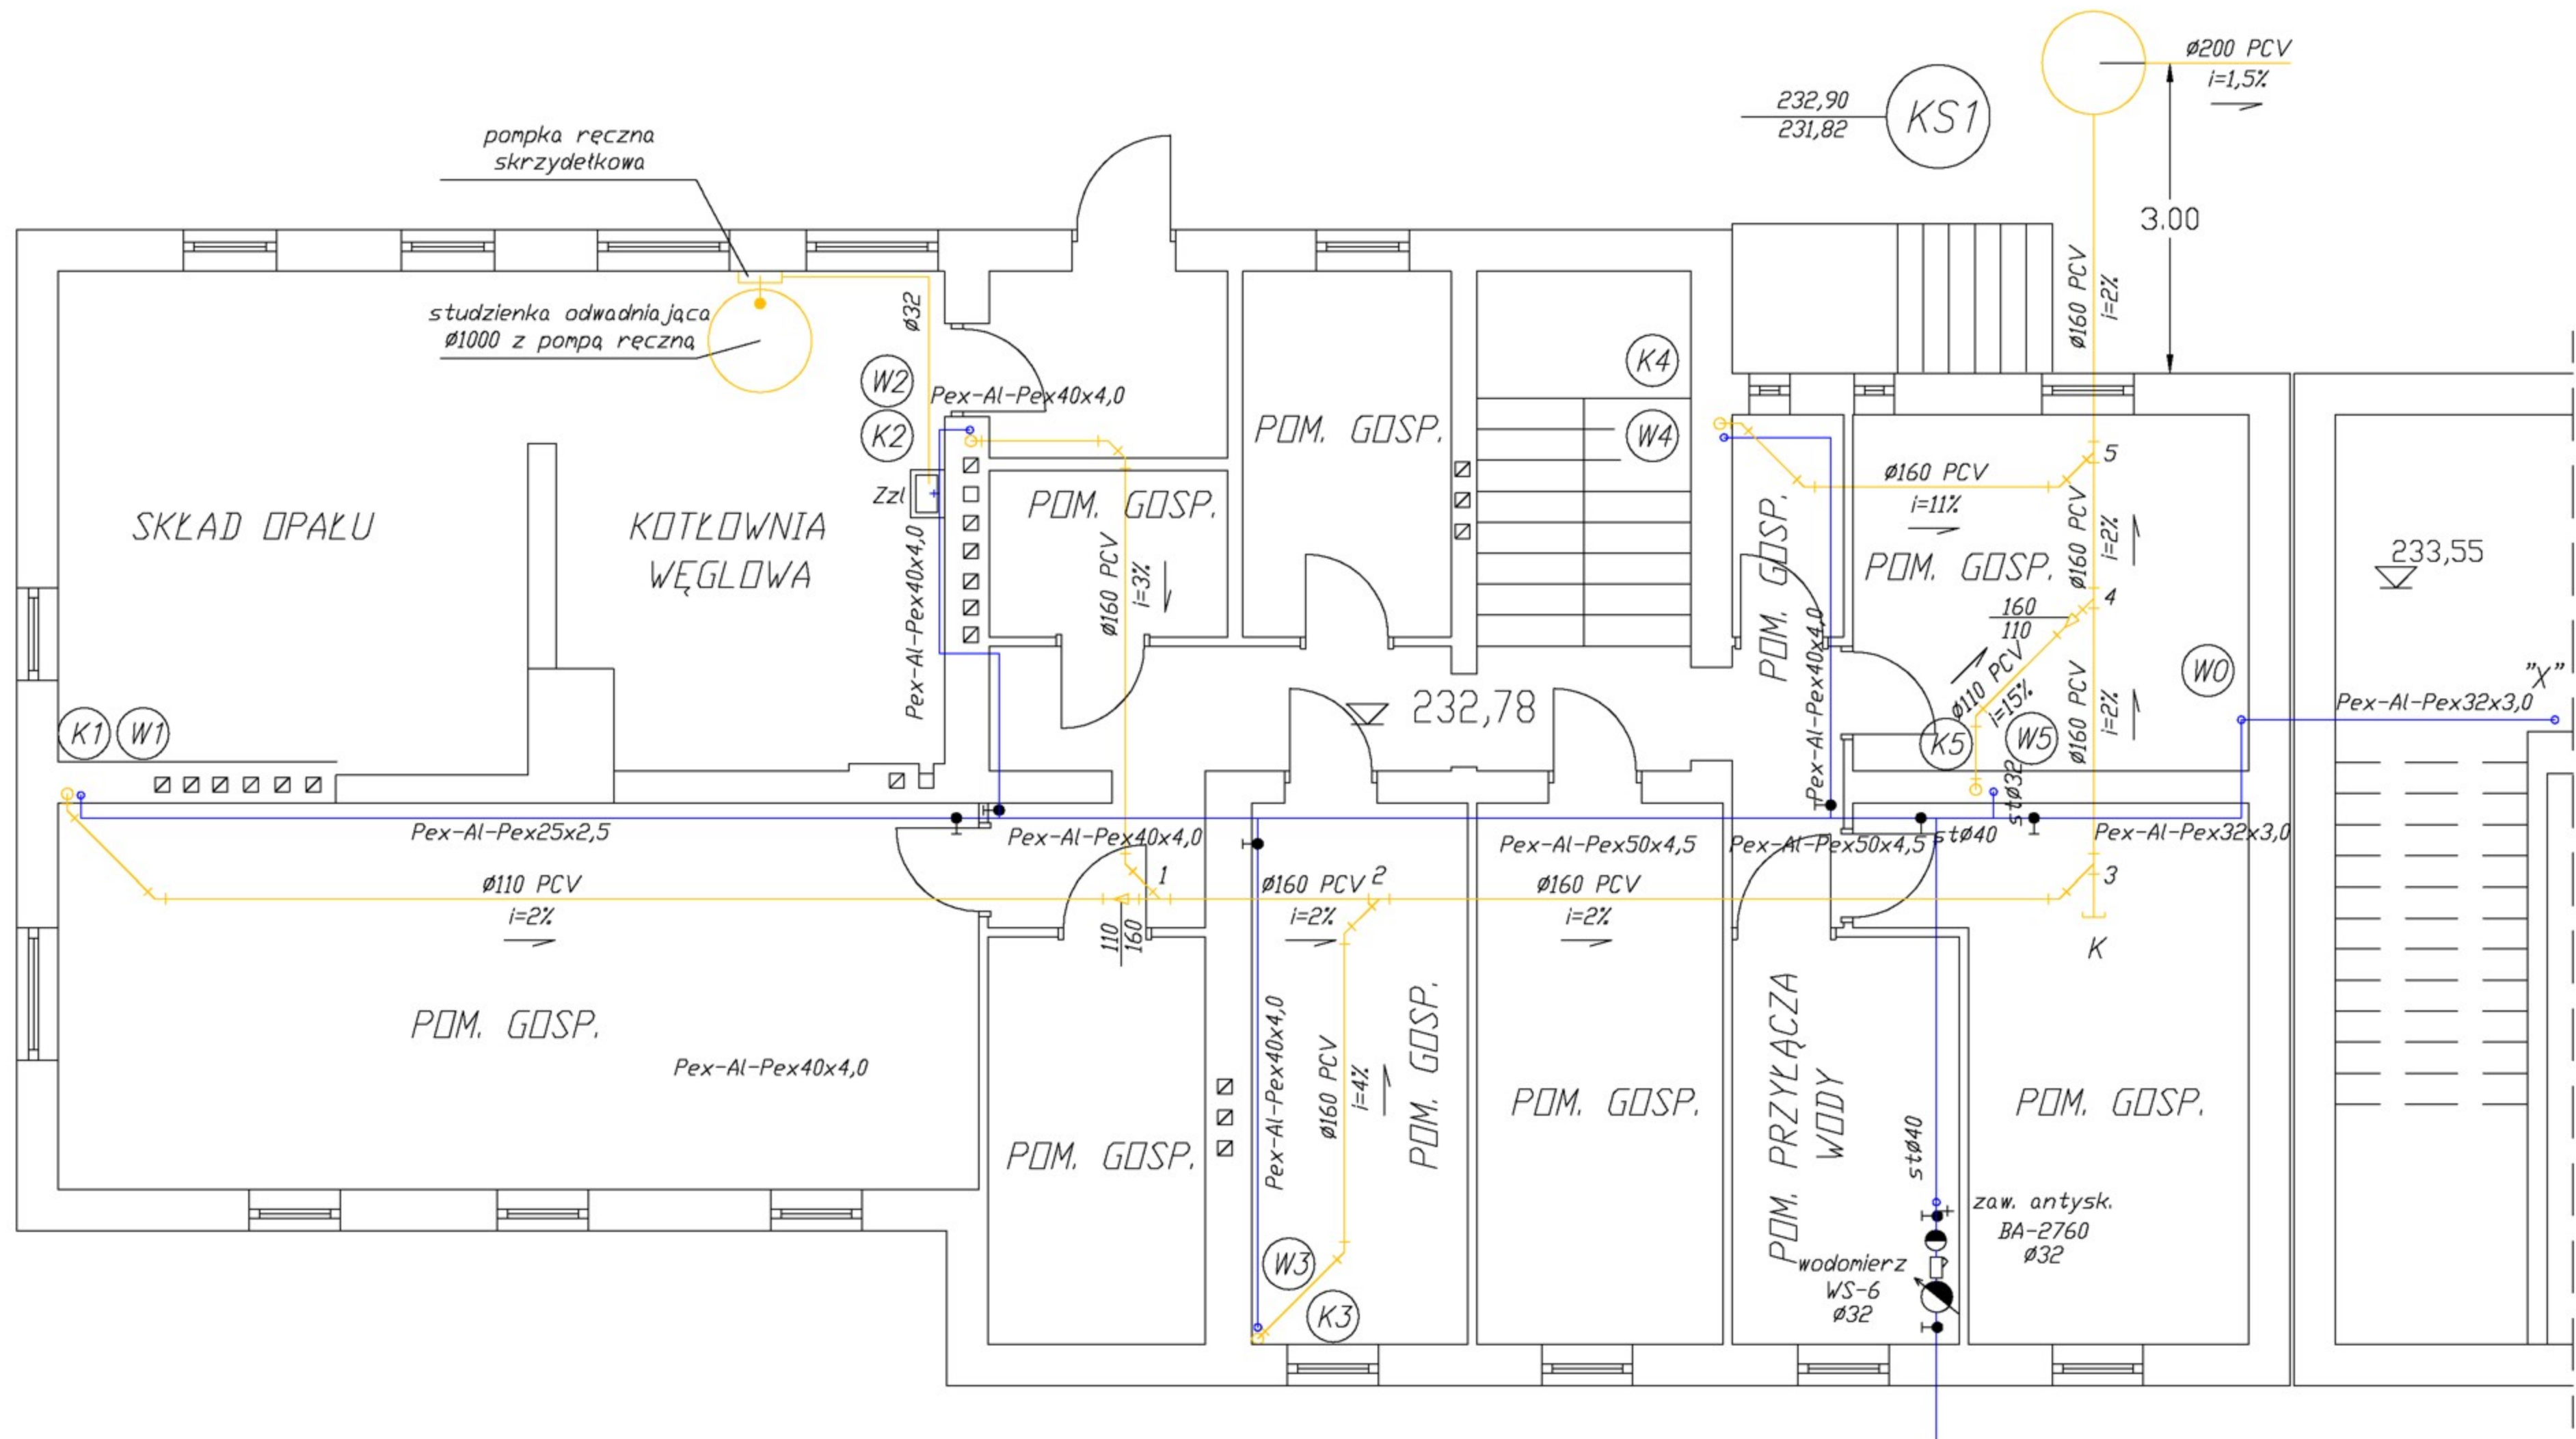 ø200 PCV
i=1,5%
232,90
231,82
KS1
pompka ręczna
skrzydełkowa
3.00
ø160 PCV
i=2%
studzienka odwadniająca
ø1000 z pompą ręczną
ø32
W2
K2
Pex-Al-Pex40x4,0
K4
W4
POM. GOSP.
Zzl
POM. GOSP.
ø160 PCV
i=11%
5
SKŁAD OPAŁU
KOTŁOWNIA
WĘGLOWA
Pex-Al-Pex40x4,0
ø160 PCV
i=3%
POM. GOSP.
POM. GOSP.
ø160 PCV
i=2%
4
160
110
233,55
ø110 PCV
i=15%
Pex-Al-Pex40x4,0
232,78
W0
"X"
Pex-Al-Pex32x3,0
K1
W1
K5
W5
ø160 PCV
i=2%
stø32
Pex-Al-Pex25x2,5
Pex-Al-Pex40x4,0
Pex-Al-Pex50x4,5
Pex-Al-Pex50x4,5
stø40
Pex-Al-Pex32x3,0
ø110 PCV
i=2%
1
110
160
ø160 PCV
i=2%
2
ø160 PCV
i=2%
3
K
POM. GOSP.
Pex-Al-Pex40x4,0
POM. GOSP.
Pex-Al-Pex40x4,0
ø160 PCV
i=4%
POM. GOSP.
POM. GOSP.
POM. PRZYŁĄCZA
WODY
POM. GOSP.
stø40
zaw. antysk.
BA-2760
ø32
W3
K3
wodomierz
WS-6
ø32